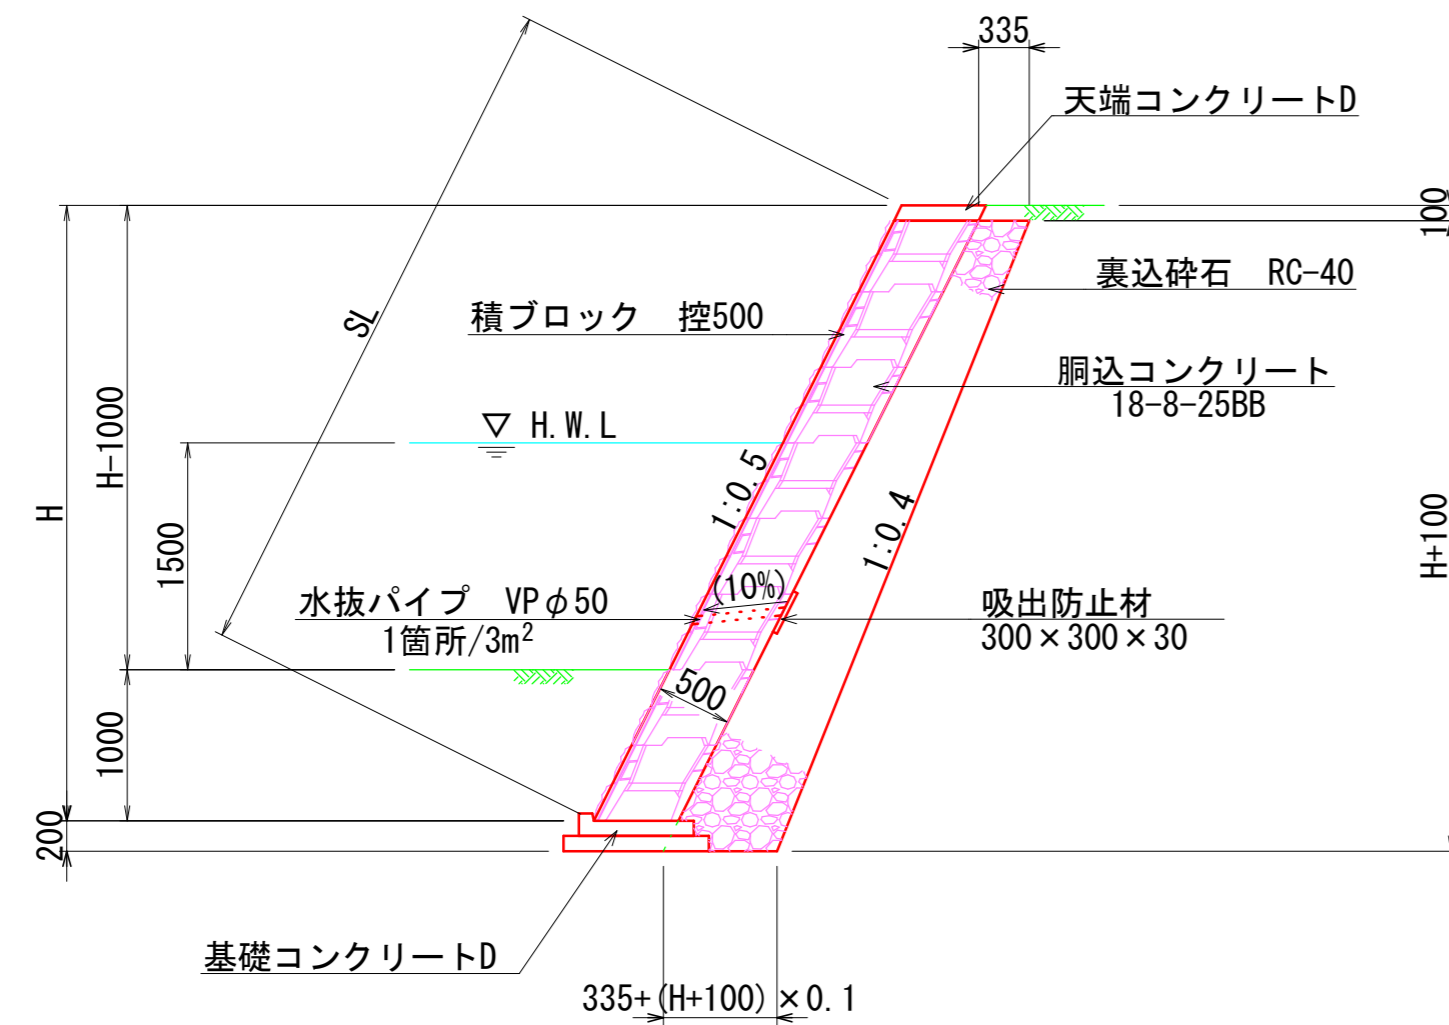 335
天端コンクリートD
100
裏込砕石　RC-40
SL
積ブロック　控500
胴込コンクリート
18-8-25BB
H-1000
▽ H.W.L
1:0.5
1:0.4
H
1500
H+100
(10%)
水抜パイプ　VPφ50
1箇所/3m²
吸出防止材
300×300×30
500
1000
200
基礎コンクリートD
335+(H+100)×0.1